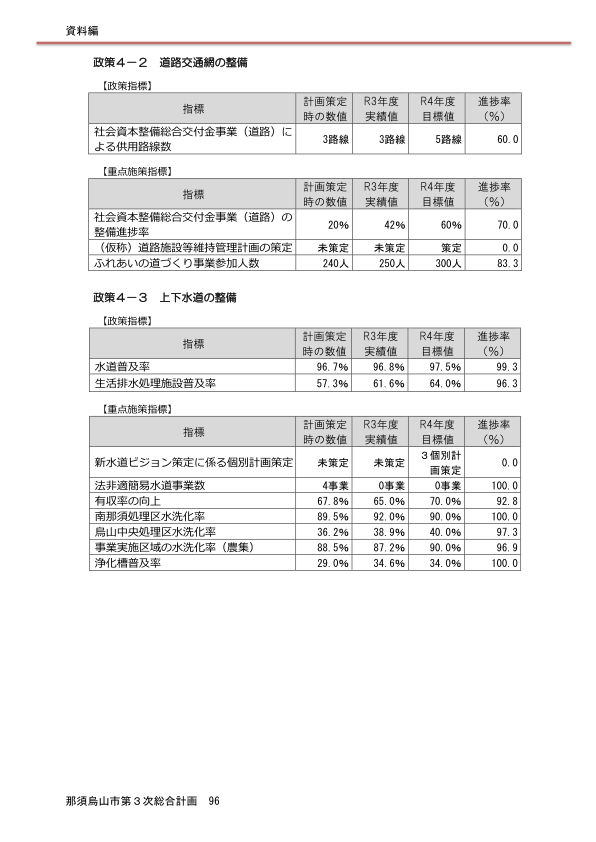 資料編
政策４－２　道路交通網の整備
【政策指標】
指標 計画策定時の数値 R3年度実績値 R4年度目標値 進捗率（％）
社会資本整備総合交付金事業（道路）による供用路線数 3路線 3路線 5路線 60.0
【重点施策指標】
指標 計画策定時の数値 R3年度実績値 R4年度目標値 進捗率（％）
社会資本整備総合交付金事業（道路）の整備進捗率 20% 42% 60% 70.0
（仮称）道路施設等維持管理計画の策定 未策定 未策定 策定 0.0
ふれあいの道づくり事業参加人数 240人 250人 300人 83.3
政策４－３　上下水道の整備
【政策指標】
指標 計画策定時の数値 R3年度実績値 R4年度目標値 進捗率（％）
水道普及率 96.7% 96.8% 97.5% 99.3
生活排水処理施設普及率 57.3% 61.6% 64.0% 96.3
【重点施策指標】
指標 計画策定時の数値 R3年度実績値 R4年度目標値 進捗率（％）
新水道ビジョン策定に係る個別計画策定 未策定 未策定 ３個別計画策定 0.0
法非適簡易水道事業数 4事業 0事業 0事業 100.0
有収率の向上 67.8% 65.0% 70.0% 92.8
南那須処理区水洗化率 89.5% 92.0% 90.0% 100.0
烏山中央処理区水洗化率 36.2% 38.9% 40.0% 97.3
事業実施区域の水洗化率（農集） 88.5% 87.2% 90.0% 96.9
浄化槽普及率 29.0% 34.6% 34.0% 100.0
那須烏山市第３次総合計画　96